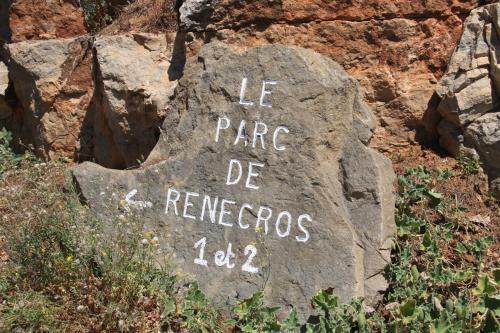 LE
PARC
DE
← RENECROS
1 et 2